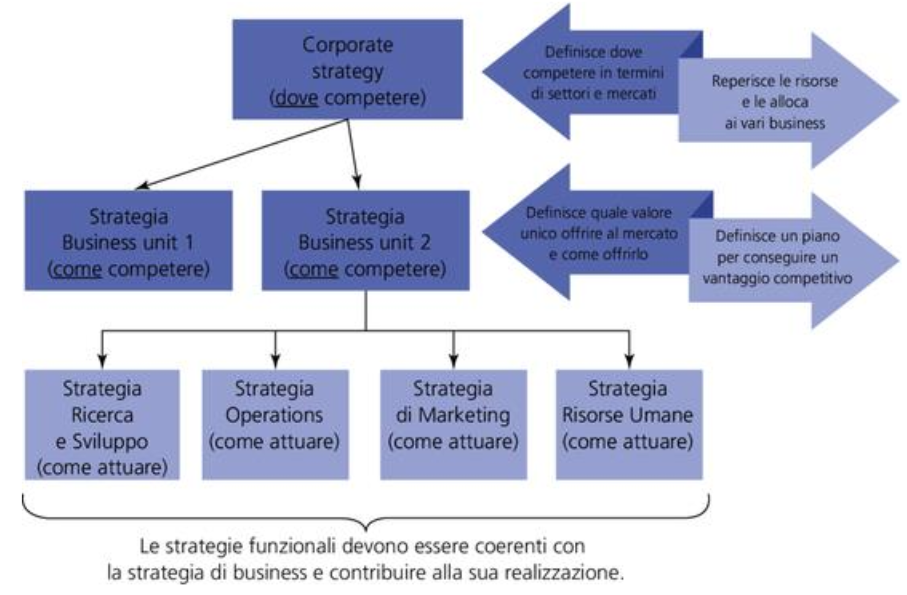 Corporate
strategy
(dove competere)
Definisce dove
competere in termini
di settori e mercati
Reperisce le risorse
e le alloca
ai vari business
Strategia
Business unit 1
(come competere)
Strategia
Business unit 2
(come competere)
Definisce quale valore
unico offrire al mercato
e come offrirlo
Definisce un piano
per conseguire un
vantaggio competitivo
Strategia
Ricerca
e Sviluppo
(come attuare)
Strategia
Operations
(come attuare)
Strategia
di Marketing
(come attuare)
Strategia
Risorse Umane
(come attuare)
Le strategie funzionali devono essere coerenti con
la strategia di business e contribuire alla sua realizzazione.